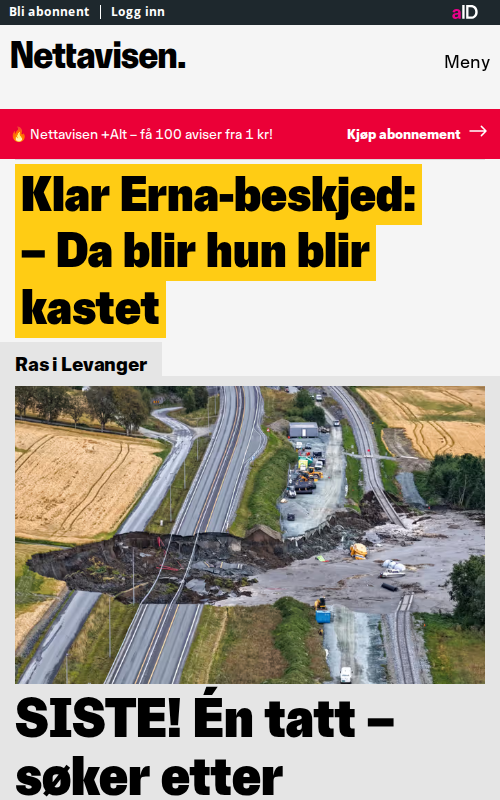 Bli abonnent | Logg inn
aID
Nettavisen.
Meny
🔥 Nettavisen +Alt – få 100 aviser fra 1 kr!
Kjøp abonnement →
Klar Erna-beskjed:
– Da blir hun blir
kastet
Ras i Levanger
SISTE! Én tatt –
søker etter